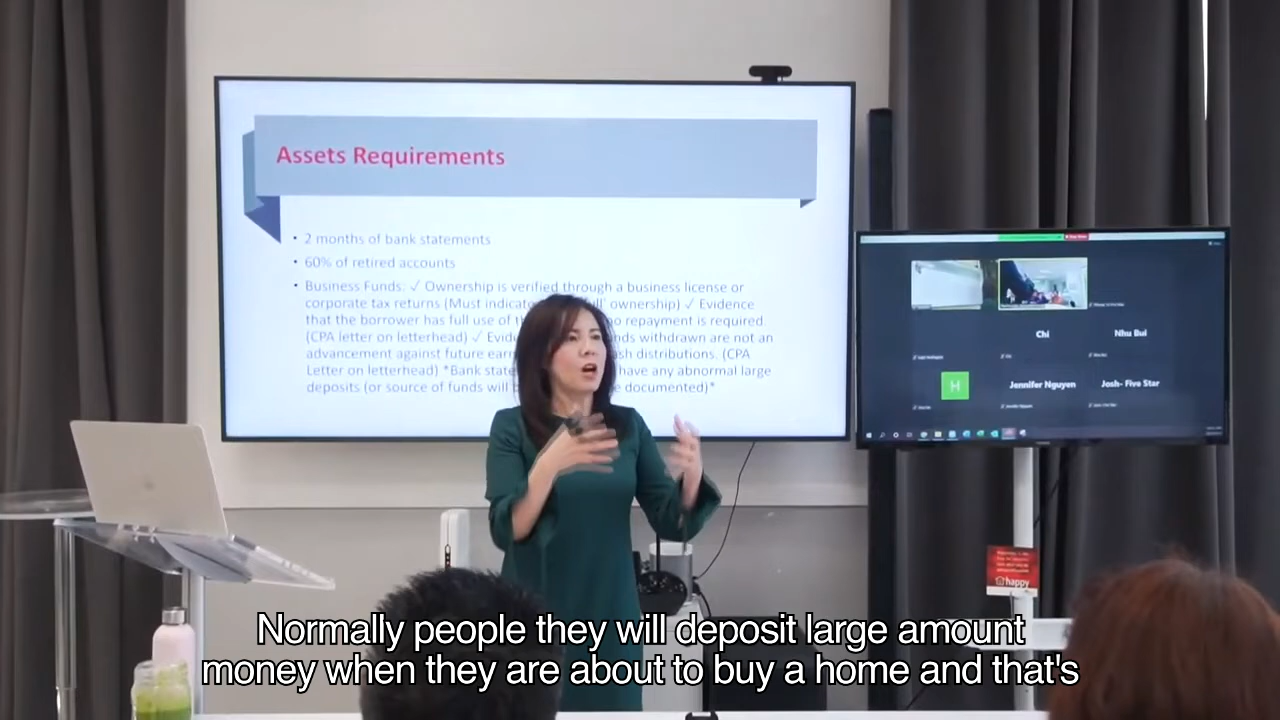 Assets Requirements
• 2 months of bank statements
• 60% of retired accounts
• Business Funds. ✓ Ownership is verified through a business license or
corporate tax returns (Must indicate ownership) ✓ Evidence
that the borrower has full use of repayment is required.
(CPA letter on letterhead) ✓ withdrawn are not an
advancement against future distributions. (CPA
Letter on letterhead) *Bank have any abnormal large
deposits (or source of funds will documented)*
Chi
Nhu Bui
H
Jennifer Nguyen
Josh- Five Star
happy
Normally people they will deposit large amount
money when they are about to buy a home and that's